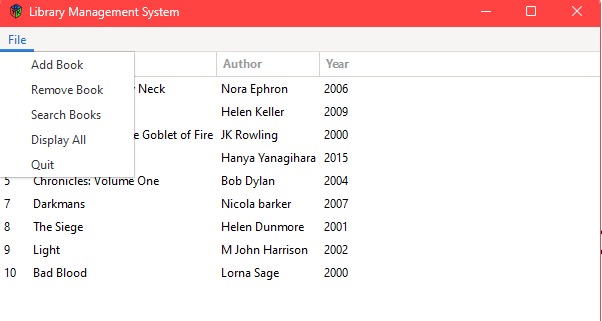 Library Management System
File
Add Book
Remove Book
Search Books
Display All
Quit
Author Year
Neck Nora Ephron 2006
Helen Keller 2009
Goblet of Fire JK Rowling 2000
Hanya Yanagihara 2015
5 Chronicles: Volume One Bob Dylan 2004
7 Darkmans Nicola barker 2007
8 The Siege Helen Dunmore 2001
9 Light M John Harrison 2002
10 Bad Blood Lorna Sage 2000